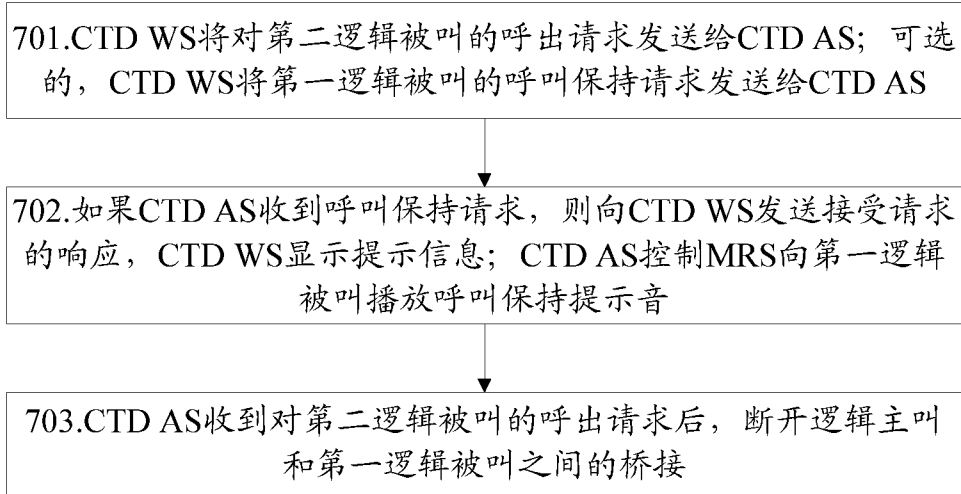 701.CTD WS将对第二逻辑被叫的呼出请求发送给CTD AS；可选
的，CTD WS将第一逻辑被叫的呼叫保持请求发送给CTD AS
702.如果CTD AS收到呼叫保持请求，则向CTD WS发送接受请求
的响应，CTD WS显示提示信息；CTD AS控制MRS向第一逻辑
被叫播放呼叫保持提示音
703.CTD AS收到对第二逻辑被叫的呼出请求后，断开逻辑主叫
和第一逻辑被叫之间的桥接